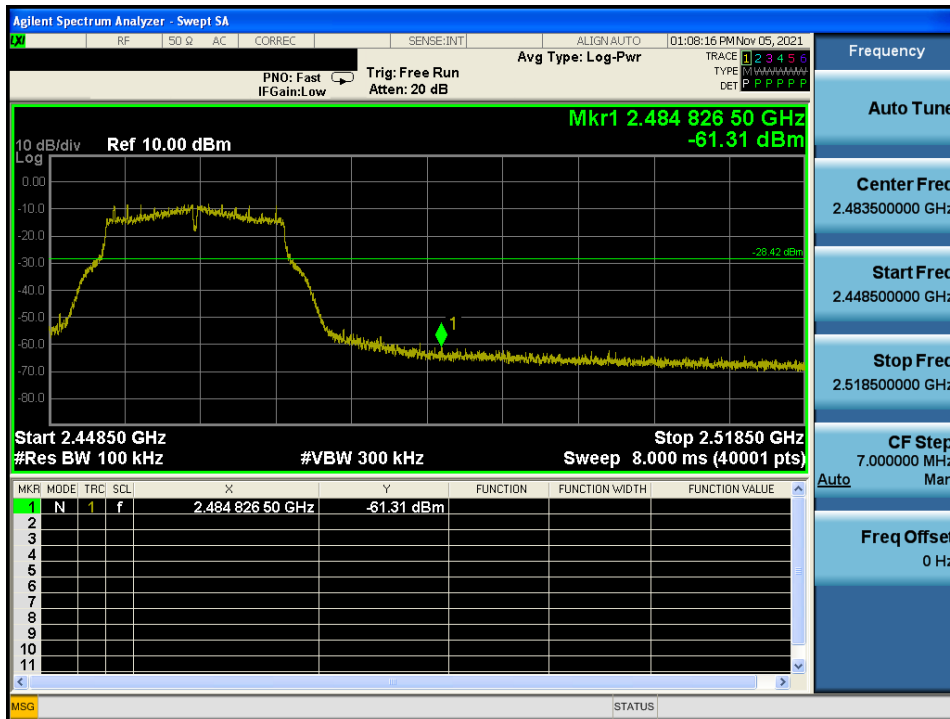 Agilent Spectrum Analyzer - Swept SA
LXI RF 50 Ω AC CORREC SENSE:INT ALIGN AUTO 01:08:16 PM Nov 05, 2021
Frequency
Avg Type: Log-Pwr
TRACE 1 2 3 4 5 6
TYPE M W W W W W
DET P P P P P P
PNO: Fast
IFGain:Low
Trig: Free Run
Atten: 20 dB
Auto Tune
Mkr1 2.484 826 50 GHz
-61.31 dBm
10 dB/div
Log
Ref 10.00 dBm
0.00
-10.0
-20.0
-30.0
-40.0
-50.0
-60.0
-70.0
-80.0
-28.42 dBm
1
Center Freq
2.483500000 GHz
Start Freq
2.448500000 GHz
Stop Freq
2.518500000 GHz
CF Step
7.000000 MHz
Auto Man
Freq Offset
0 Hz
Start 2.44850 GHz Stop 2.51850 GHz
#Res BW 100 kHz #VBW 300 kHz Sweep 8.000 ms (40001 pts)
MKR MODE TRC SCL X Y FUNCTION FUNCTION WIDTH FUNCTION VALUE
1 N 1 f 2.484 826 50 GHz -61.31 dBm
2
3
4
5
6
7
8
9
10
11
MSG STATUS